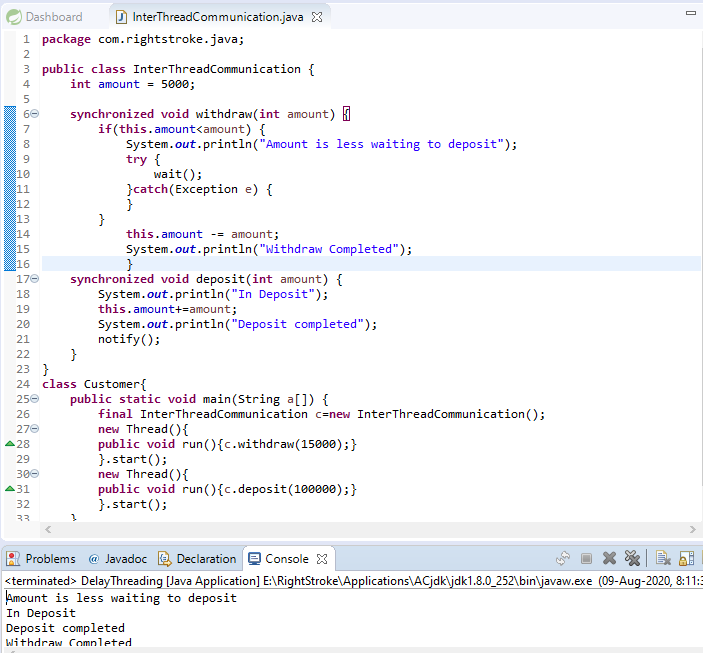 Dashboard InterThreadCommunication.java
1 package com.rightstroke.java;
2
3 public class InterThreadCommunication {
4     int amount = 5000;
5
6     synchronized void withdraw(int amount) {
7         if(this.amount<amount) {
8             System.out.println("Amount is less waiting to deposit");
9             try {
10                 wait();
11             }catch(Exception e) {
12             }
13         }
14             this.amount -= amount;
15             System.out.println("Withdraw Completed");
16             }
17     synchronized void deposit(int amount) {
18         System.out.println("In Deposit");
19         this.amount+=amount;
20         System.out.println("Deposit completed");
21         notify();
22     }
23 }
24 class Customer{
25     public static void main(String a[]) {
26         final InterThreadCommunication c=new InterThreadCommunication();
27         new Thread(){
28         public void run(){c.withdraw(15000);}
29         }.start();
30         new Thread(){
31         public void run(){c.deposit(100000);}
32         }.start();
33     }
Problems @ Javadoc Declaration Console
<terminated> DelayThreading [Java Application] E:\RightStroke\Applications\ACjdk\jdk1.8.0_252\bin\javaw.exe (09-Aug-2020, 8:11:3
Amount is less waiting to deposit
In Deposit
Deposit completed
Withdraw Completed